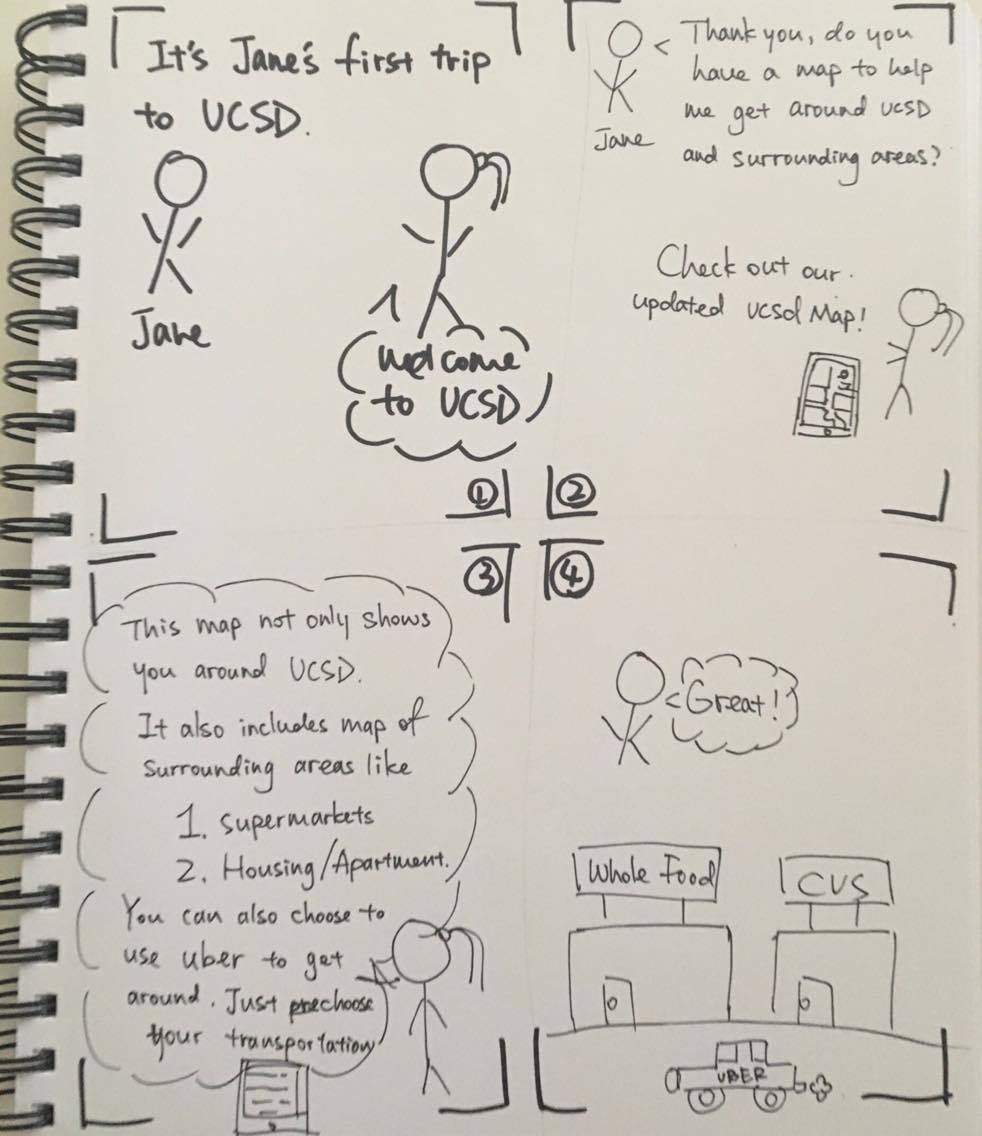 It's Jane's first trip
to UCSD.
Jane
Welcome
to UCSD
①
Thank you, do you
have a map to help
me get around UCSD
and surrounding areas?
Jane
Check out our
updated UCSD Map!
②
③
This map not only shows
you around UCSD.
It also includes map of
surrounding areas like
1. supermarkets
2. Housing/Apartment.
You can also choose to
use uber to get
around. Just prechoose
your transportation
④
Great!
Whole Food
CVS
UBER